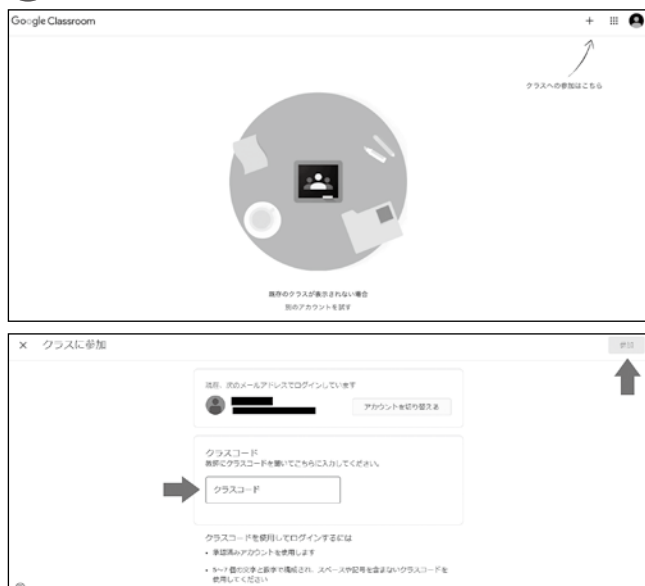 Google Classroom
クラスへの参加はこちら
既存のクラスが表示されない場合
別のアカウントを試す
クラスに参加
参加
現在、次のメールアドレスでログインしています
アカウントを切り替える
クラスコード
教師にクラスコードを聞いてこちらに入力してください。
クラスコード
クラスコードを使用してログインするには
• 承認済みアカウントを使用します
• 5～7 個の文字と数字で構成され、スペースや記号を含まないクラスコードを
使用してください